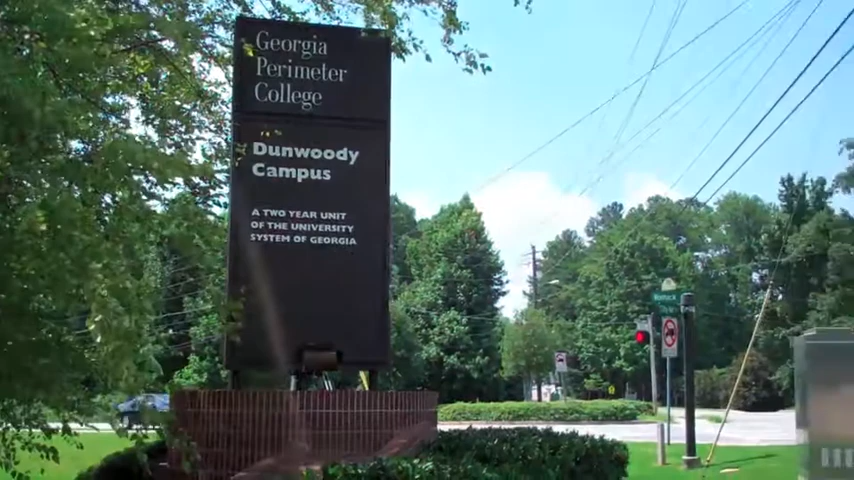 Georgia
Perimeter
College
Dunwoody
Campus
A TWO YEAR UNIT
OF THE UNIVERSITY
SYSTEM OF GEORGIA